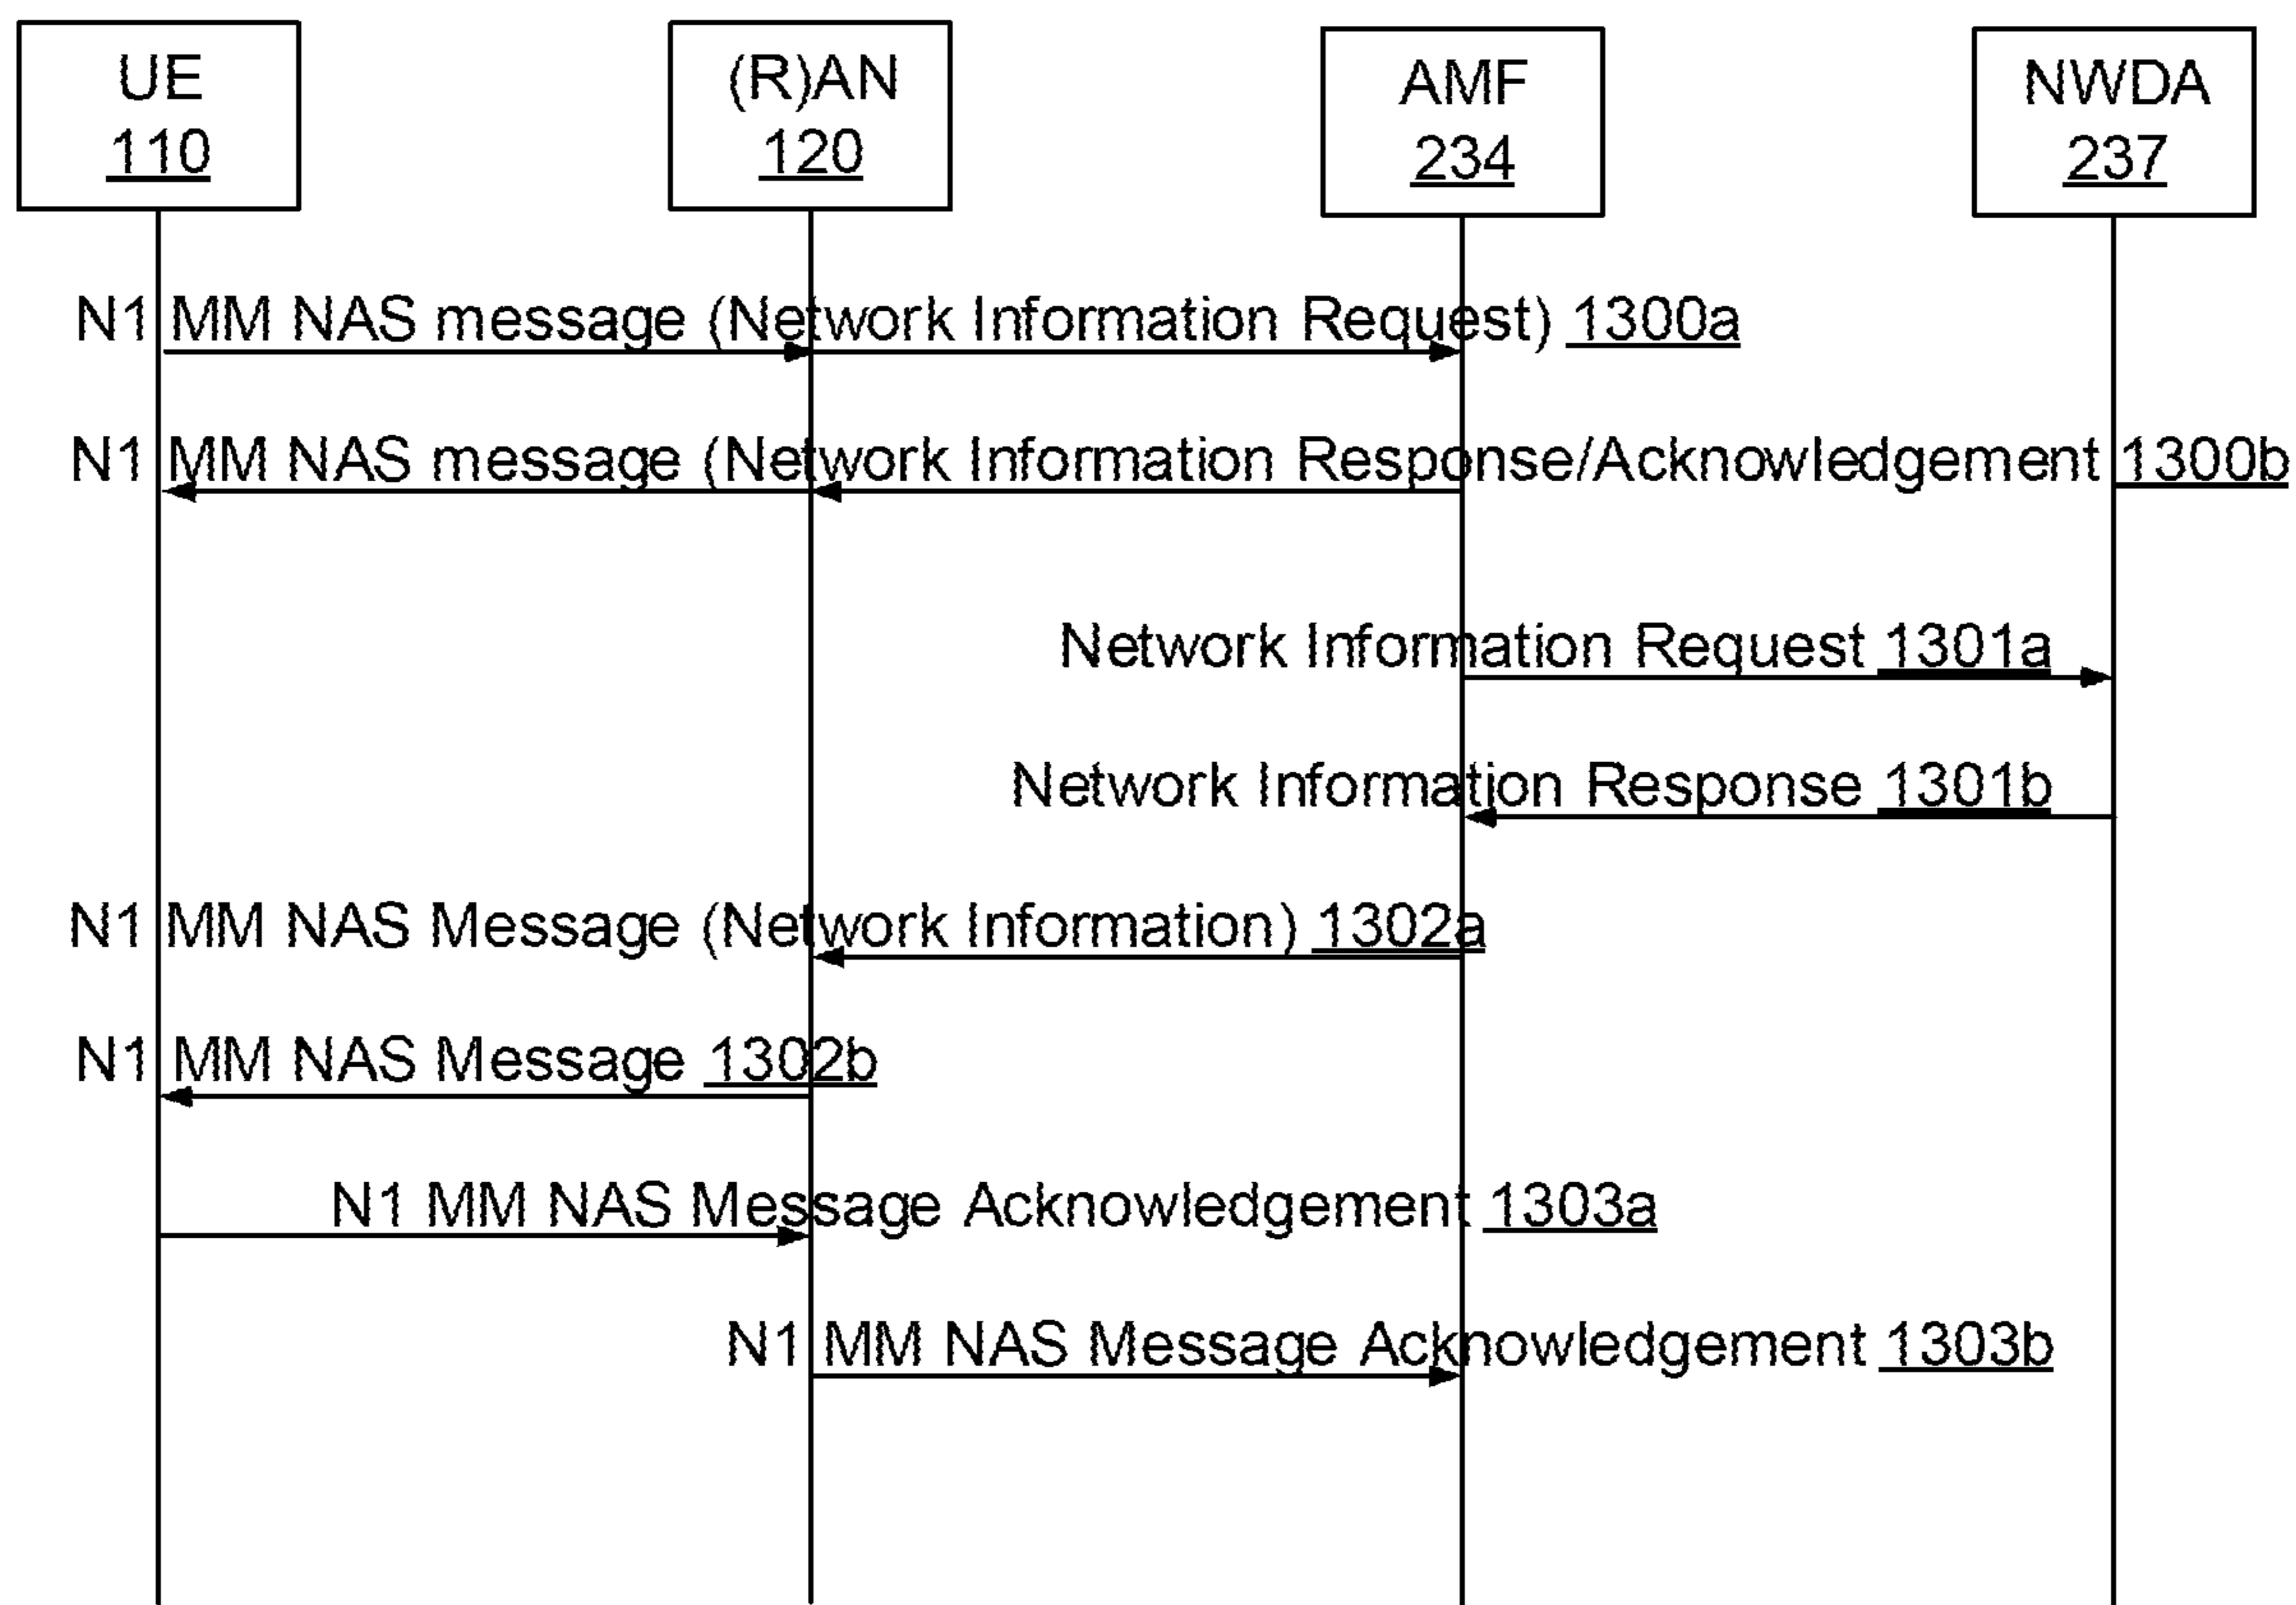 UE
110
(R)AN
120
AMF
234
NWDA
237
N1 MM NAS message (Network Information Request) 1300a
N1 MM NAS message (Network Information Response/Acknowledgement 1300b
Network Information Request 1301a
Network Information Response 1301b
N1 MM NAS Message (Network Information) 1302a
N1 MM NAS Message 1302b
N1 MM NAS Message Acknowledgement 1303a
N1 MM NAS Message Acknowledgement 1303b